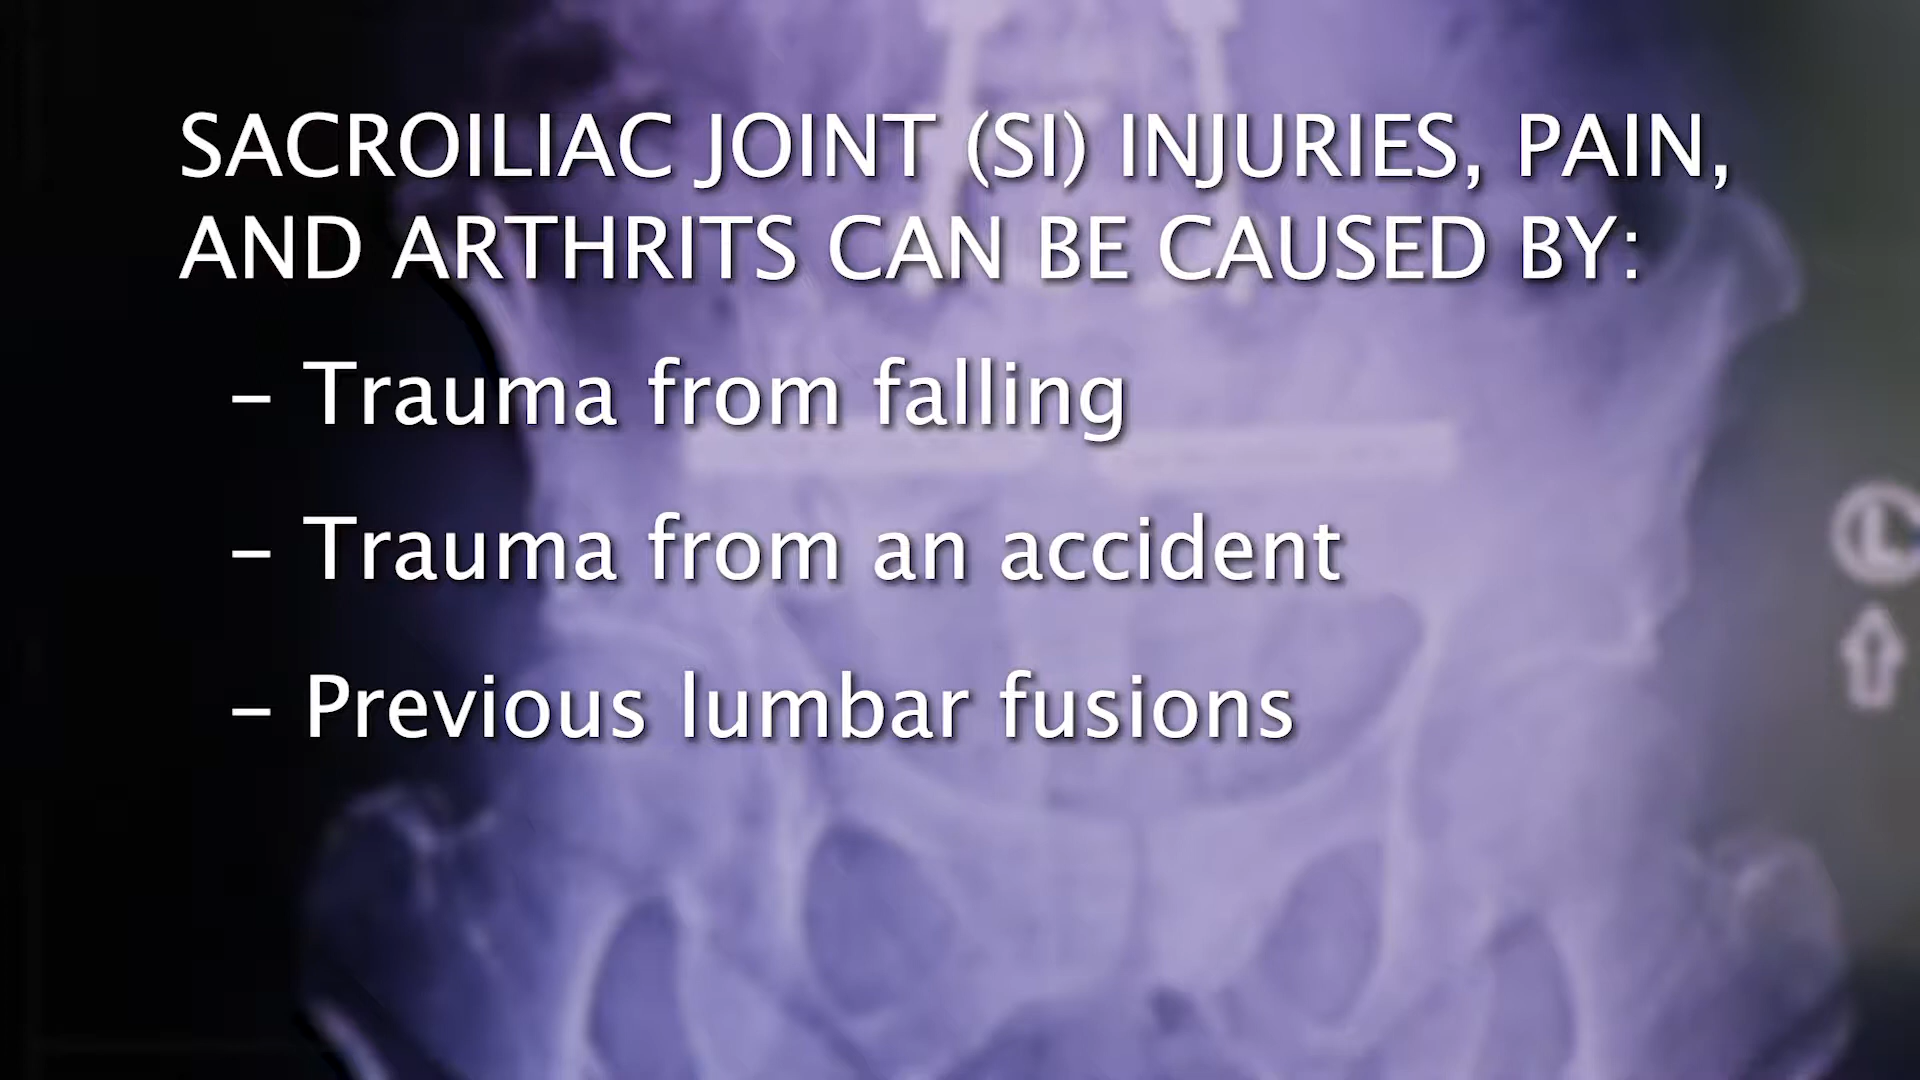 SACROILIAC JOINT (SI) INJURIES, PAIN,
AND ARTHRITS CAN BE CAUSED BY:
– Trauma from falling
– Trauma from an accident
L
– Previous lumbar fusions